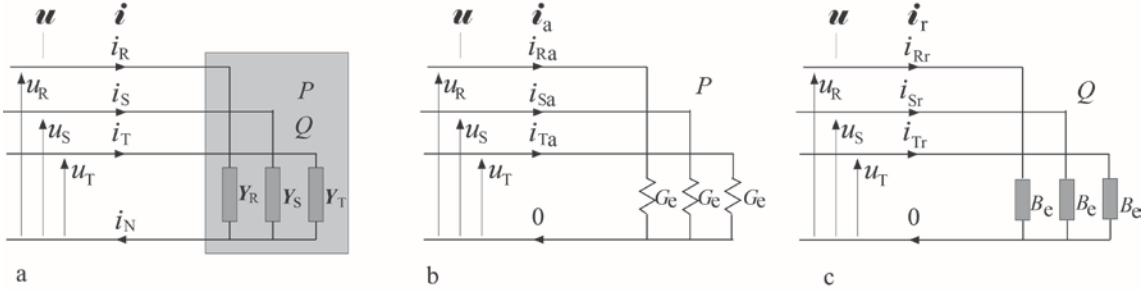 u i
i_R
u_R
P
i_S
Q
u_S
i_T
u_T
Y_R Y_S Y_T
i_N
a
u i_a
i_Ra
u_R
P
i_Sa
u_S
i_Ta
u_T
G_e G_e G_e
0
b
u i_r
i_Rr
u_R
Q
i_Sr
u_S
i_Tr
u_T
B_e B_e B_e
0
c